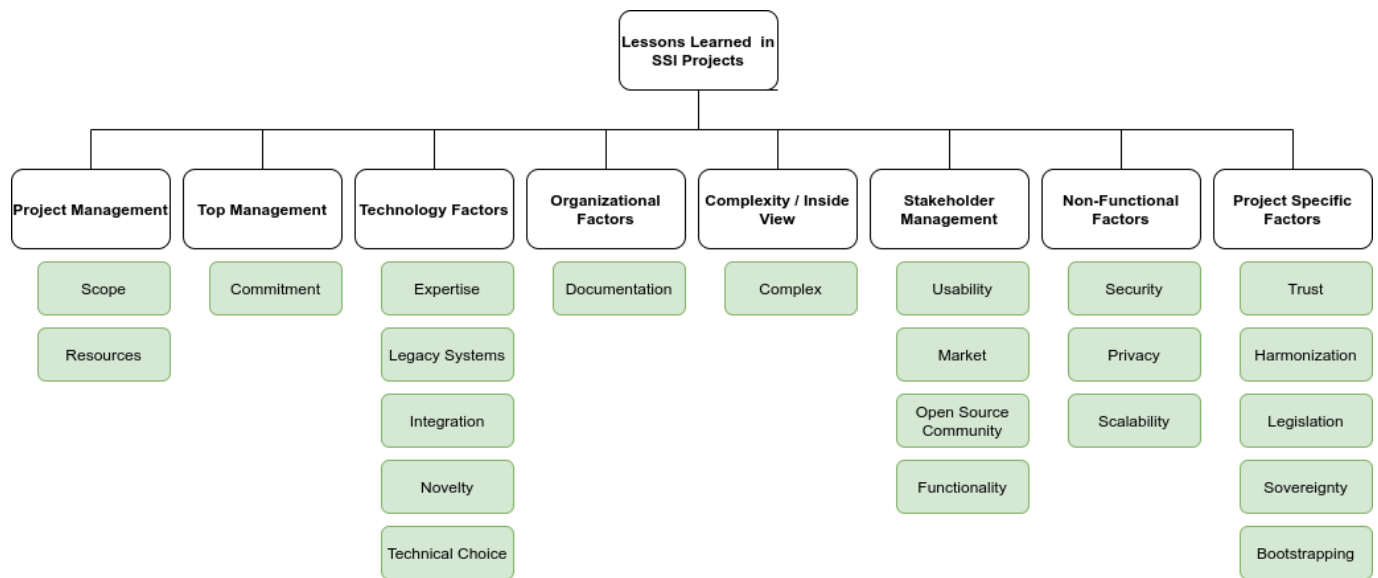 Lessons Learned in
SSI Projects
Project Management
Top Management
Technology Factors
Organizational
Factors
Complexity / Inside
View
Stakeholder
Management
Non-Functional
Factors
Project Specific
Factors
Scope
Commitment
Expertise
Documentation
Complex
Usability
Security
Trust
Resources
Legacy Systems
Market
Privacy
Harmonization
Integration
Open Source
Community
Scalability
Legislation
Novelty
Functionality
Sovereignty
Technical Choice
Bootstrapping